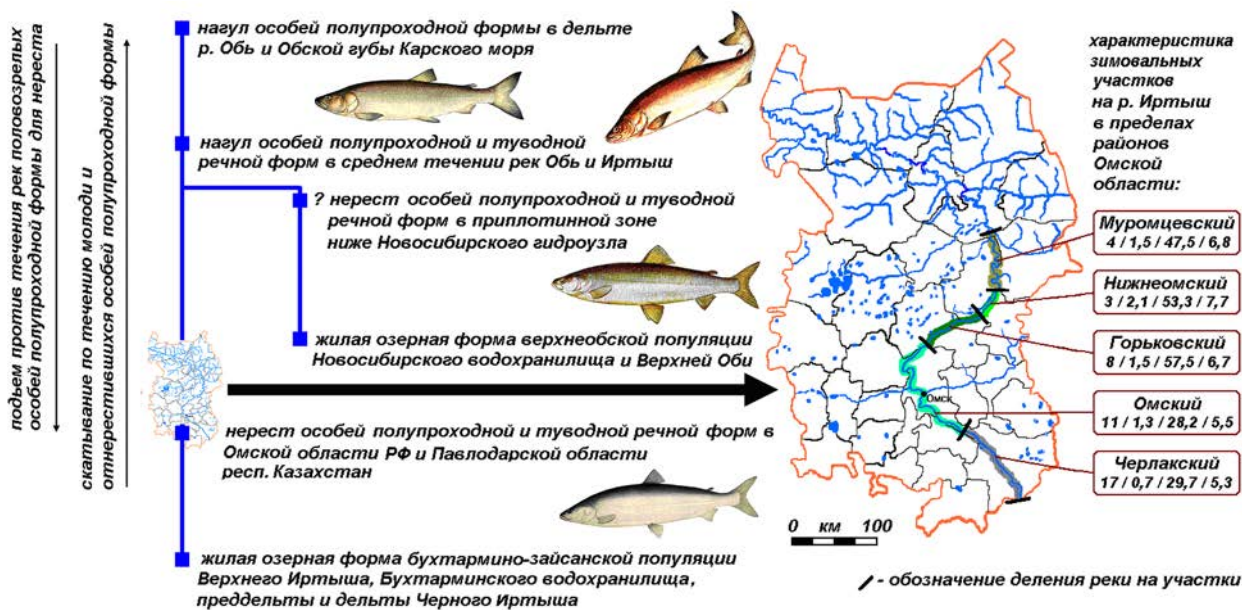 подъем против течения рек половозрелых
особей полупроходной формы для нереста
скатывание по течению молоди и
отнерестившихся особей полупроходной формы
нагул особей полупроходной формы в дельте
р. Обь и Обской губы Карского моря
нагул особей полупроходной и туводной
речной форм в среднем течении рек Обь и Иртыш
? нерест особей полупроходной и туводной
речной форм в приплотинной зоне
ниже Новосибирского гидроузла
жилая озерная форма верхнеобской популяции
Новосибирского водохранилища и Верхней Оби
нерест особей полупроходной и туводной речной форм в
Омской области РФ и Павлодарской области
респ. Казахстан
жилая озерная форма бухтармино-зайсанской популяции
Верхнего Иртыша, Бухтарминского водохранилища,
преддельты и дельты Черного Иртыша
характеристика
зимовальных
участков
на р. Иртыш
в пределах
районов
Омской
области:
Муромцевский
4 / 1,5 / 47,5 / 6,8
Нижнеомский
3 / 2,1 / 53,3 / 7,7
Горьковский
8 / 1,5 / 57,5 / 6,7
Омский
11 / 1,3 / 28,2 / 5,5
Черлакский
17 / 0,7 / 29,7 / 5,3
Омск
0 км 100
- обозначение деления реки на участки